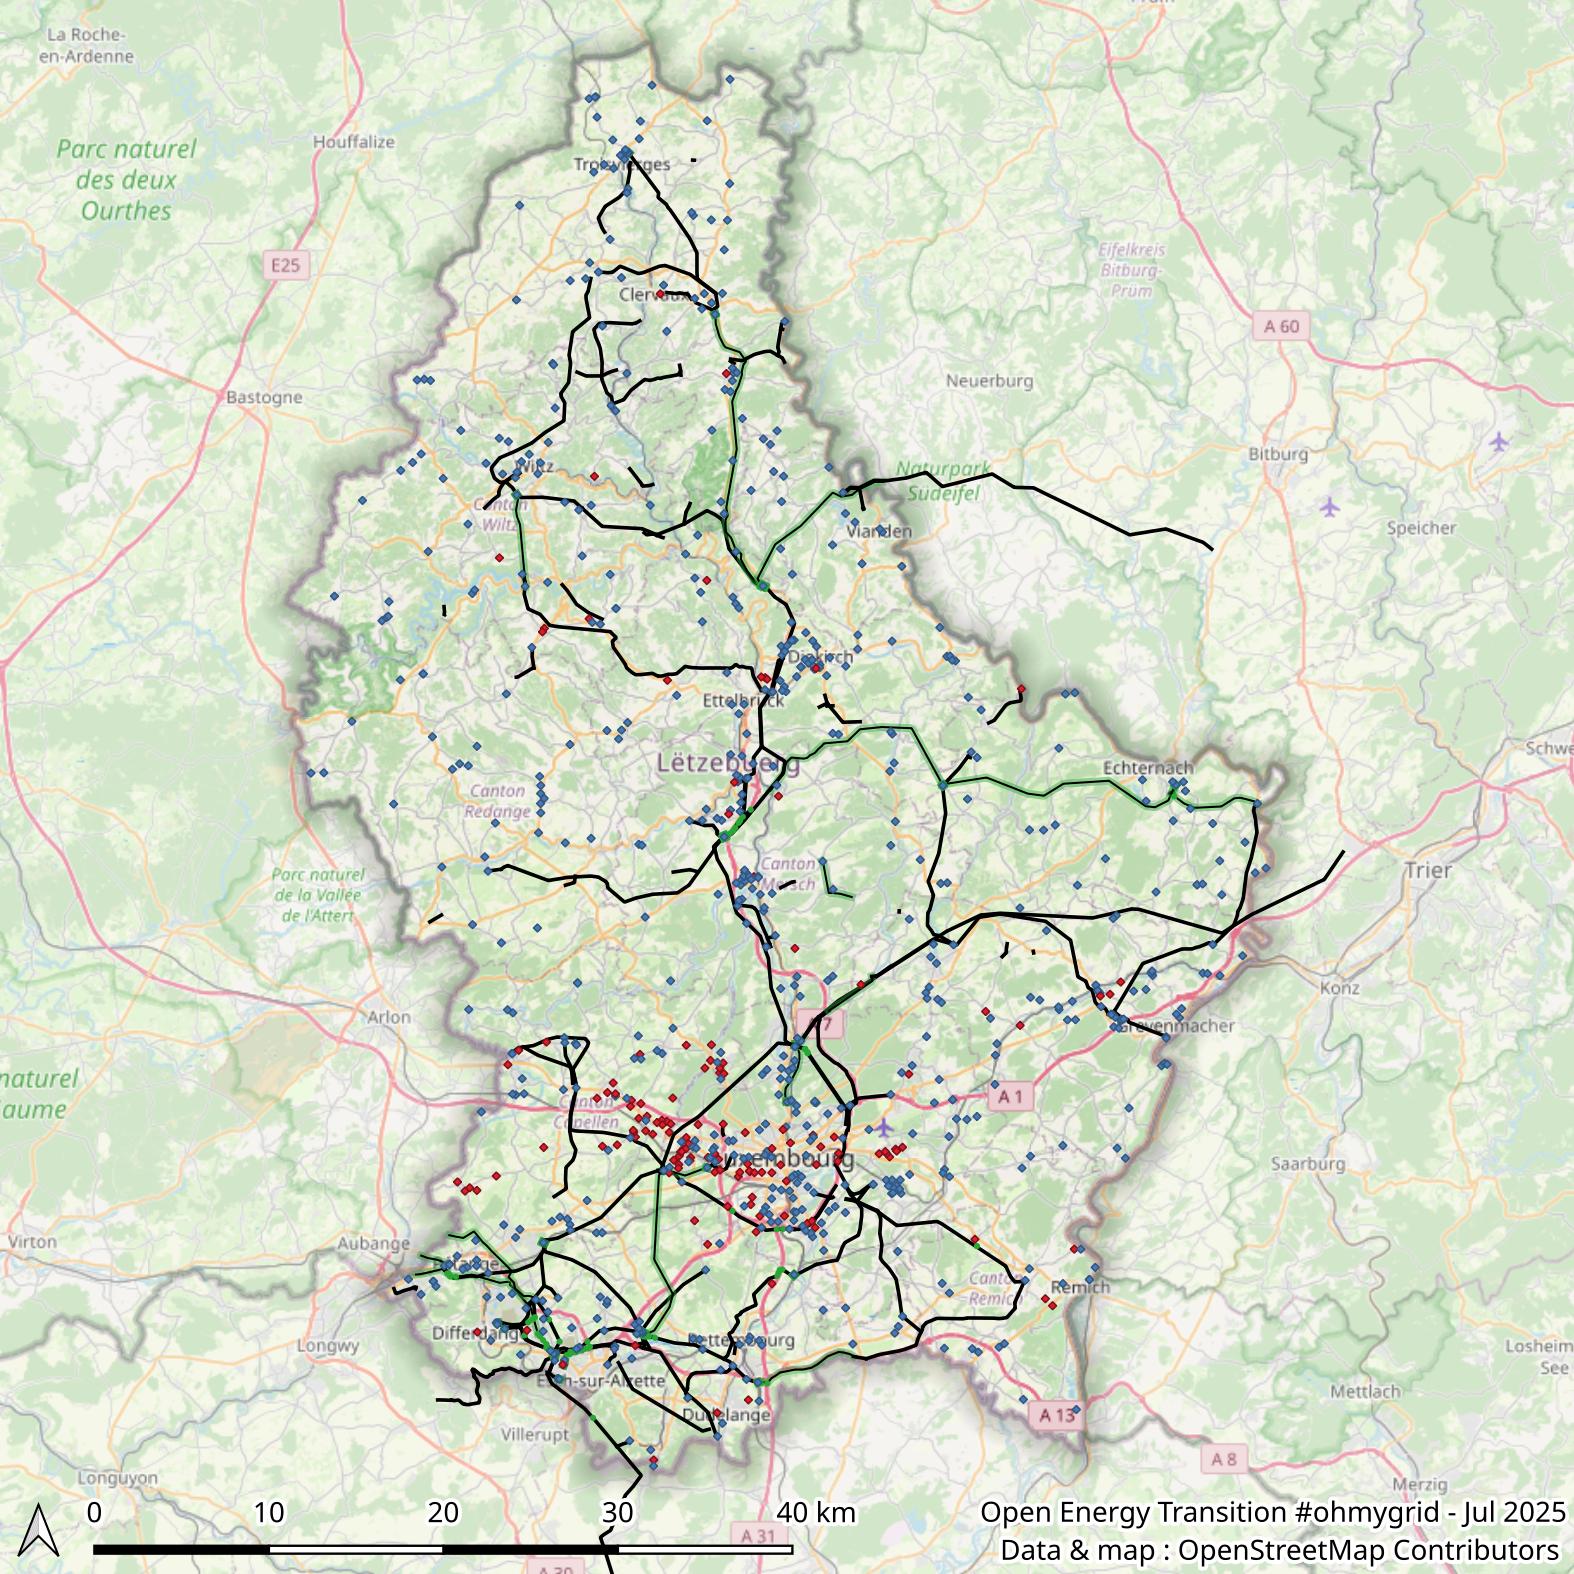 La Roche-
en-Ardenne
Parc naturel
des deux
Ourthes
Houffalize
Troisvierges
E25
Eifelkreis
Bitburg-
Prüm
Clervaux
A 60
Neuerburg
Bastogne
Bitburg
Wiltz
Naturpark
Südeifel
Canton
Wiltz
Vianden
Speicher
Diekirch
Ettelbruck
Lëtzebuerg
Echternach
Schwe
Canton
Redange
Canton
Mersch
Trier
Parc naturel
de la Vallée
de l'Attert
Konz
Arlon
A 7
Grevenmacher
naturel
aume
A 1
Canton
Capellen
Luxembourg
Saarburg
Virton
Aubange
Pétange
Canton
Remich
Remich
Differdange
Longwy
Bettembourg
Losheim
See
Esch-sur-Alzette
Mettlach
Dudelange
A 13
Villerupt
A 8
Longuyon
Merzig
0 10 20 30 40 km
A 31
A 30
Open Energy Transition #ohmygrid - Jul 2025
Data & map : OpenStreetMap Contributors